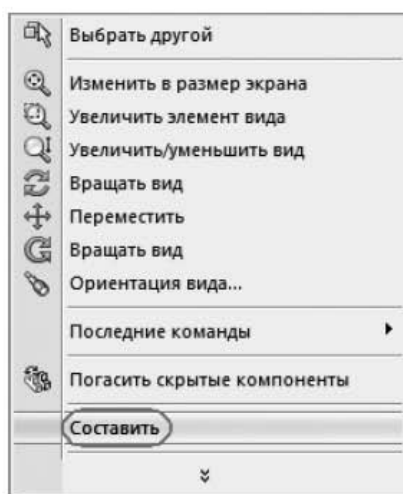 Выбрать другой
Изменить в размер экрана
Увеличить элемент вида
Увеличить/уменьшить вид
Вращать вид
Переместить
Вращать вид
Ориентация вида...
Последние команды
Погасить скрытые компоненты
Составить